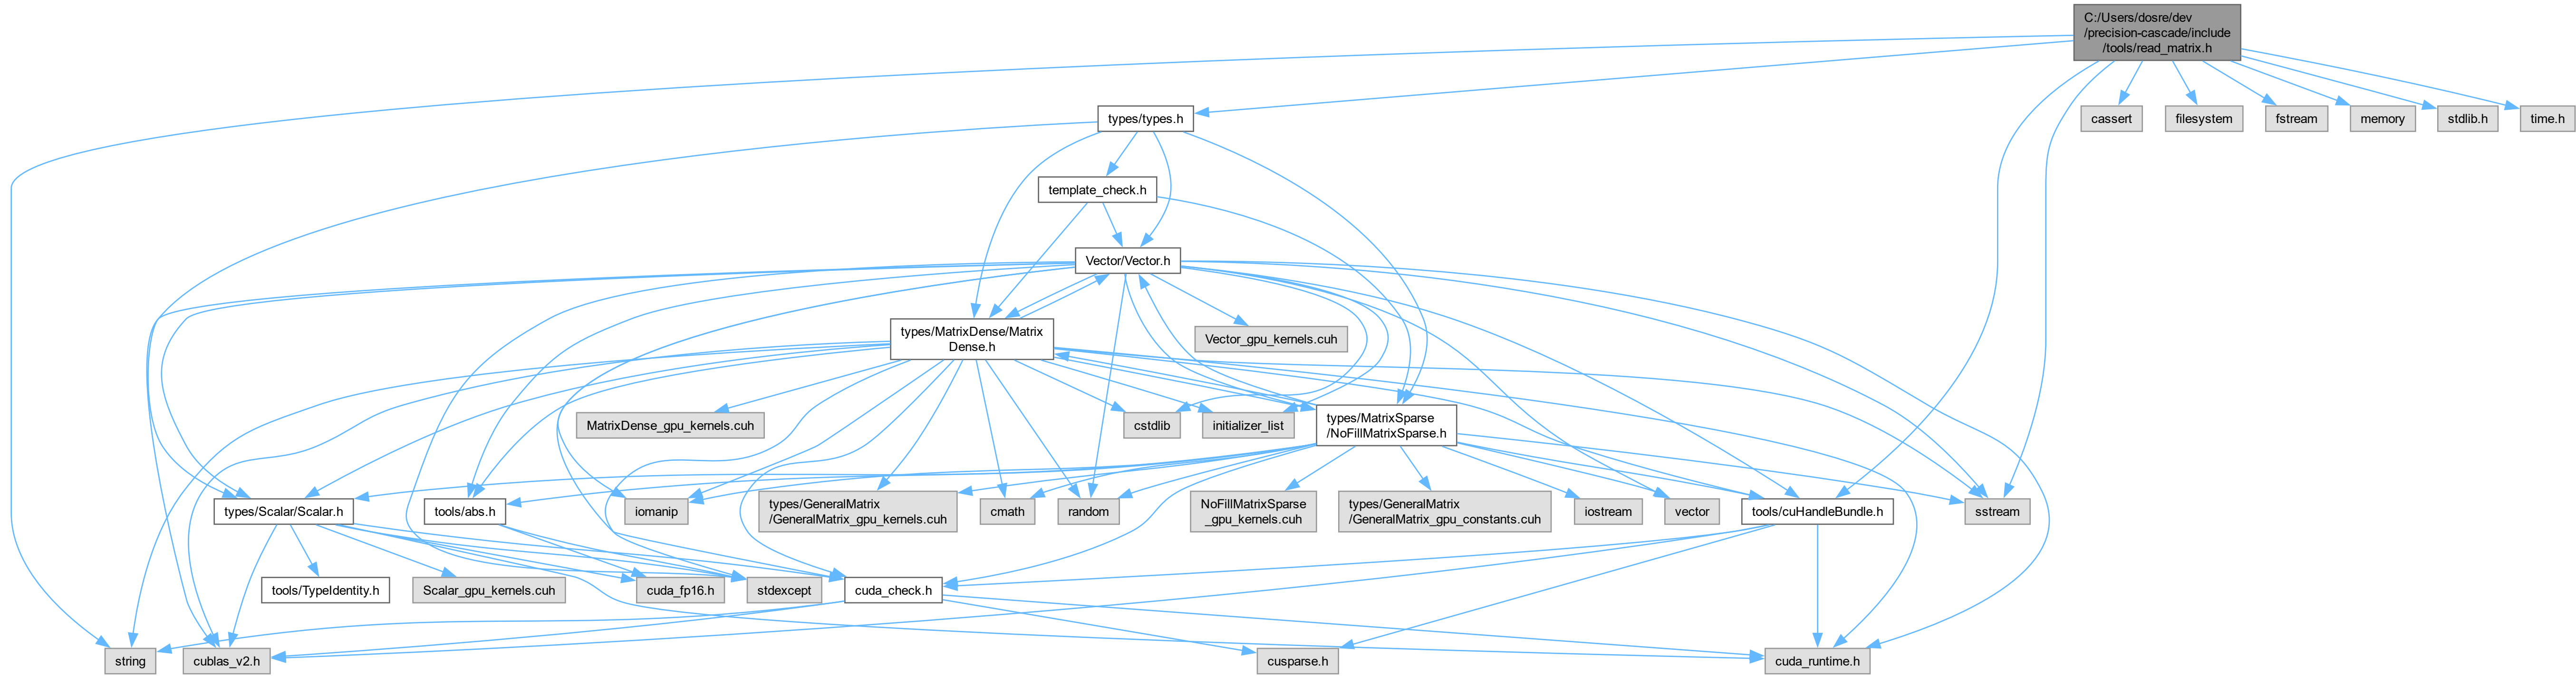 C:/Users/dosre/dev
/precision-cascade/include
/tools/read_matrix.h
types/types.h
cassert
filesystem
fstream
memory
stdlib.h
time.h
template_check.h
Vector/Vector.h
types/MatrixDense/Matrix
Dense.h
Vector_gpu_kernels.cuh
MatrixDense_gpu_kernels.cuh
cstdlib
initializer_list
types/MatrixSparse
/NoFillMatrixSparse.h
types/Scalar/Scalar.h
tools/abs.h
iomanip
types/GeneralMatrix
/GeneralMatrix_gpu_kernels.cuh
cmath
random
NoFillMatrixSparse
_gpu_kernels.cuh
types/GeneralMatrix
/GeneralMatrix_gpu_constants.cuh
iostream
vector
tools/cuHandleBundle.h
sstream
tools/TypeIdentity.h
Scalar_gpu_kernels.cuh
cuda_fp16.h
stdexcept
cuda_check.h
string
cublas_v2.h
cusparse.h
cuda_runtime.h